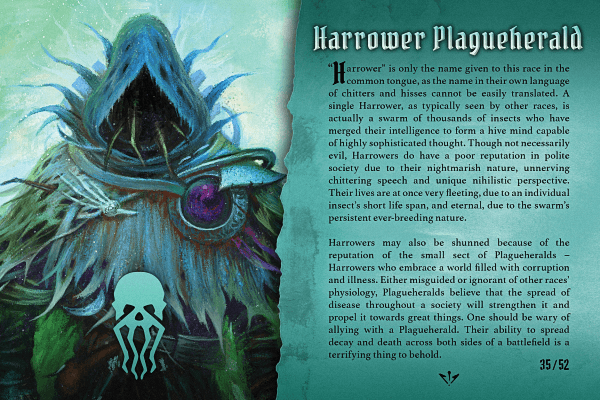 Harrower Plagueherald
"Harrower" is only the name given to this race in the
common tongue, as the name in their own language
of chitters and hisses cannot be easily translated. A
single Harrower, as typically seen by other races, is
actually a swarm of thousands of insects who have
merged their intelligence to form a hive mind capable
of highly sophisticated thought. Though not necessarily
evil, Harrowers do have a poor reputation in polite
society due to their nightmarish nature, unnerving
chittering speech and unique nihilistic perspective.
Their lives are at once very fleeting, due to an individual
insect's short life span, and eternal, due to the swarm's
persistent ever-breeding nature.
Harrowers may also be shunned because of the
reputation of the small sect of Plagueheralds –
Harrowers who embrace a world filled with corruption
and illness. Either misguided or ignorant of other races'
physiology, Plagueheralds believe that the spread of
disease throughout a society will strengthen it and
propel it towards great things. One should be wary of
allying with a Plagueherald. Their ability to spread
decay and death across both sides of a battlefield is a
terrifying thing to behold.
35/52